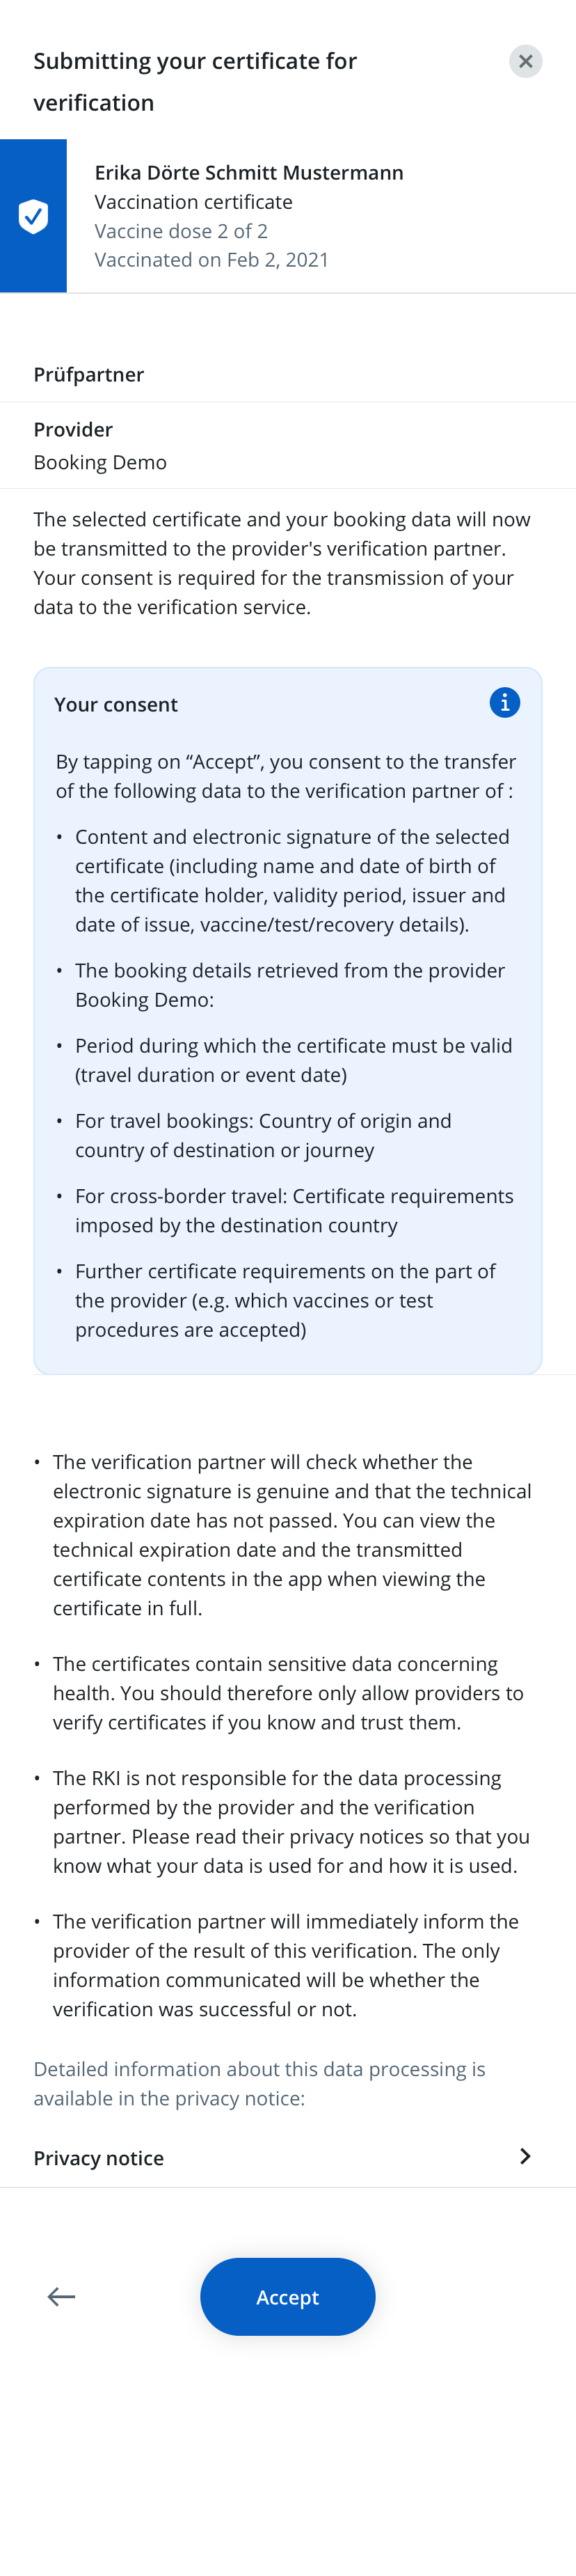 Submitting your certificate for
verification
Erika Dörte Schmitt Mustermann
Vaccination certificate
Vaccine dose 2 of 2
Vaccinated on Feb 2, 2021
Prüfpartner
Provider
Booking Demo
The selected certificate and your booking data will now
be transmitted to the provider's verification partner.
Your consent is required for the transmission of your
data to the verification service.
Your consent
By tapping on “Accept”, you consent to the transfer
of the following data to the verification partner of :
• Content and electronic signature of the selected
certificate (including name and date of birth of
the certificate holder, validity period, issuer and
date of issue, vaccine/test/recovery details).
• The booking details retrieved from the provider
Booking Demo:
• Period during which the certificate must be valid
(travel duration or event date)
• For travel bookings: Country of origin and
country of destination or journey
• For cross-border travel: Certificate requirements
imposed by the destination country
• Further certificate requirements on the part of
the provider (e.g. which vaccines or test
procedures are accepted)
• The verification partner will check whether the
electronic signature is genuine and that the technical
expiration date has not passed. You can view the
technical expiration date and the transmitted
certificate contents in the app when viewing the
certificate in full.
• The certificates contain sensitive data concerning
health. You should therefore only allow providers to
verify certificates if you know and trust them.
• The RKI is not responsible for the data processing
performed by the provider and the verification
partner. Please read their privacy notices so that you
know what your data is used for and how it is used.
• The verification partner will immediately inform the
provider of the result of this verification. The only
information communicated will be whether the
verification was successful or not.
Detailed information about this data processing is
available in the privacy notice:
Privacy notice
Accept